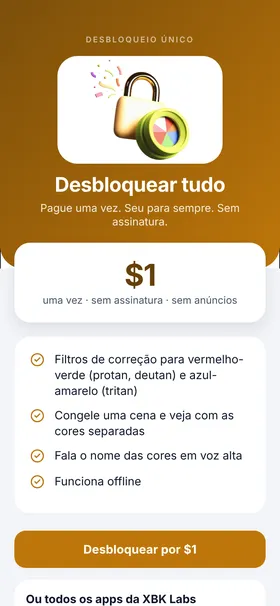 DESBLOQUEIO ÚNICO
Desbloquear tudo
Pague uma vez. Seu para sempre. Sem
assinatura.
$1
uma vez · sem assinatura · sem anúncios
Filtros de correção para vermelho-
verde (protan, deutan) e azul-
amarelo (tritan)
Congele uma cena e veja com as
cores separadas
Fala o nome das cores em voz alta
Funciona offline
Desbloquear por $1
Ou todos os apps da XBK Labs